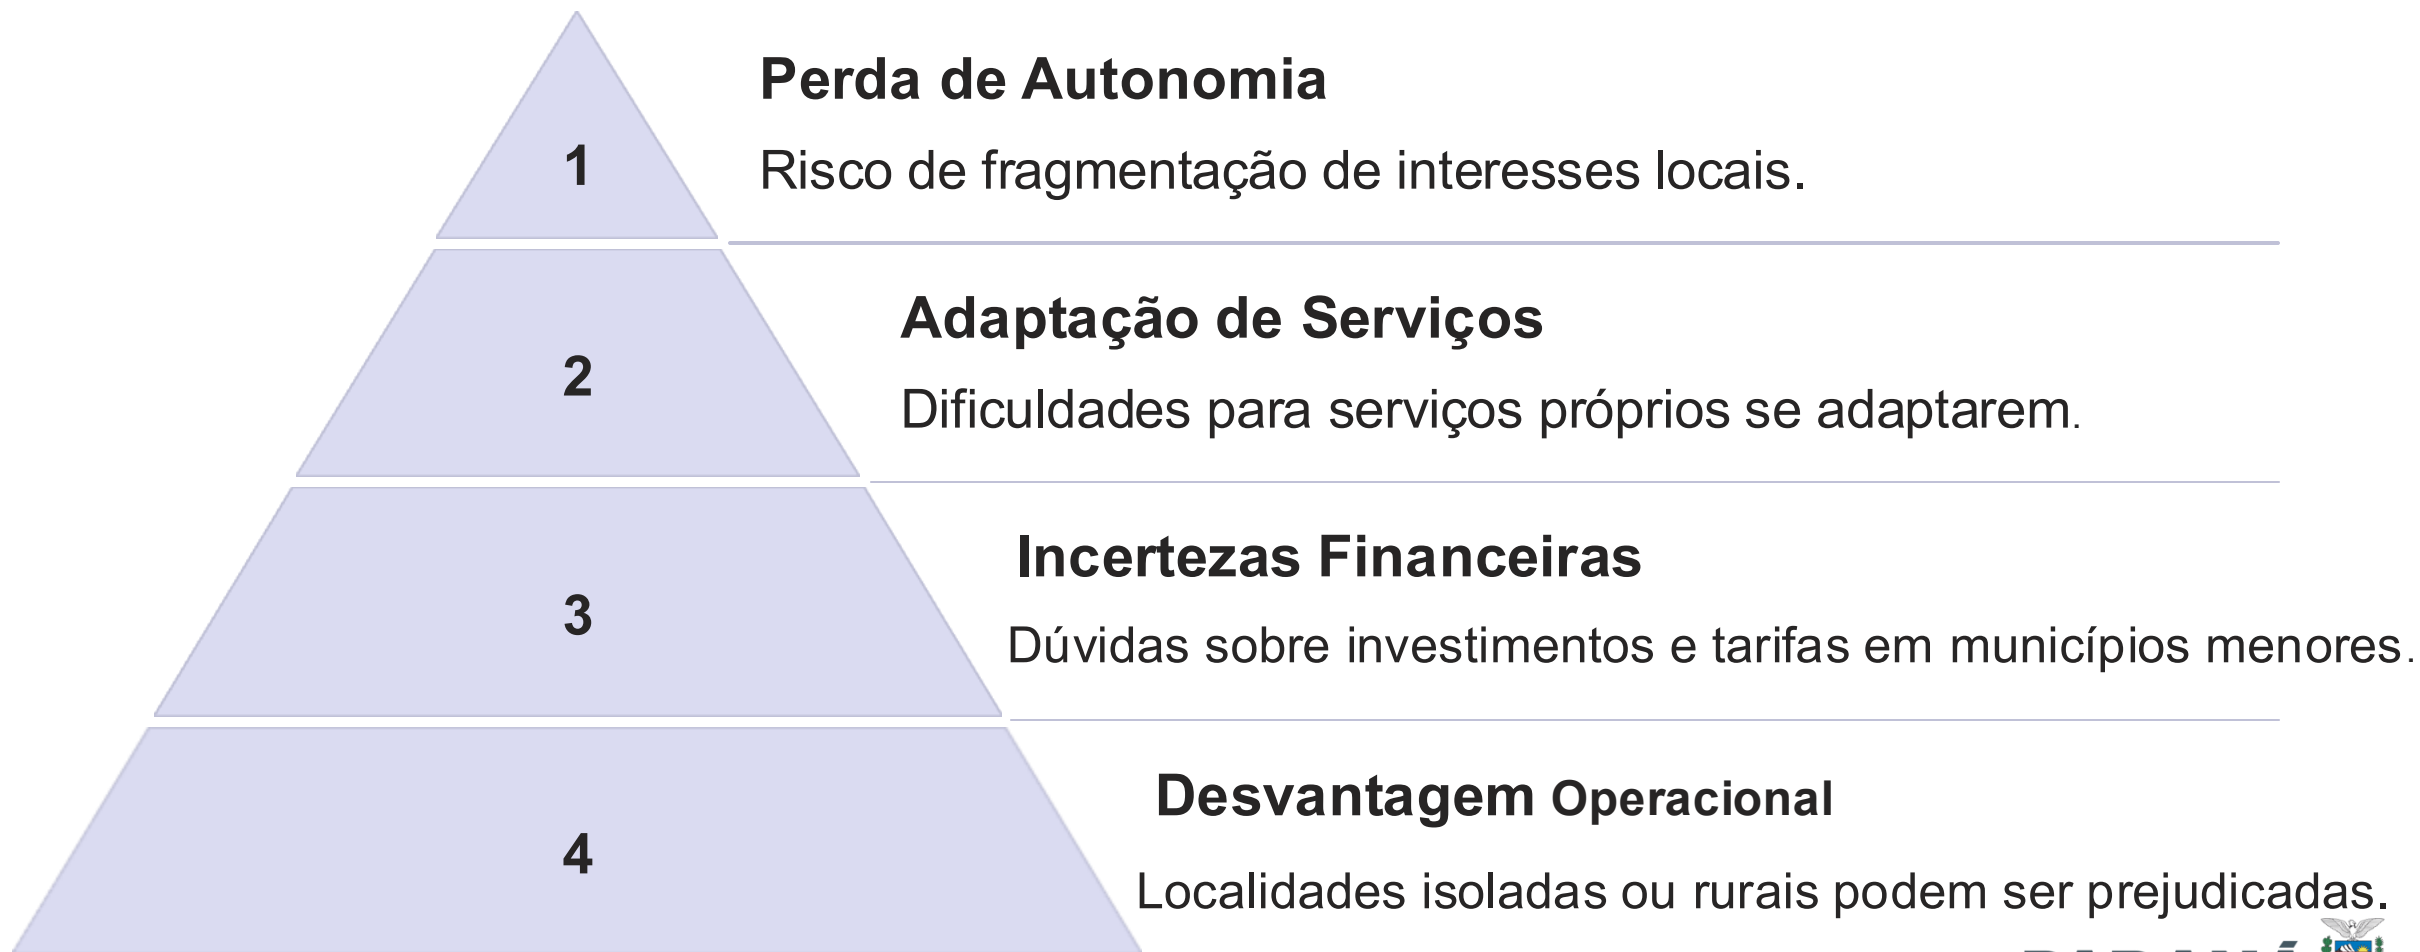 Perda de Autonomia
1
Risco de fragmentação de interesses locais.
Adaptação de Serviços
2
Dificuldades para serviços próprios se adaptarem.
Incertezas Financeiras
3
Dúvidas sobre investimentos e tarifas em municípios menores.
Desvantagem Operacional
4
Localidades isoladas ou rurais podem ser prejudicadas.
PARANÁ